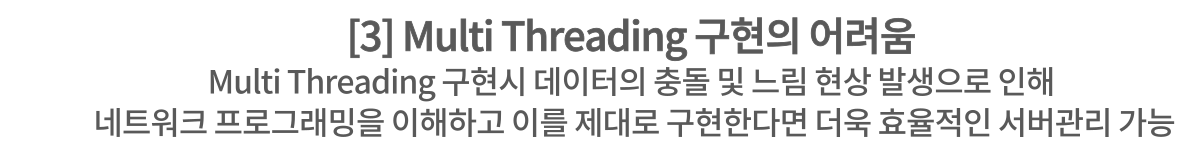 [3] Multi Threading 구현의 어려움
Multi Threading 구현시 데이터의 충돌 및 느림 현상 발생으로 인해
네트워크 프로그래밍을 이해하고 이를 제대로 구현한다면 더욱 효율적인 서버관리 가능